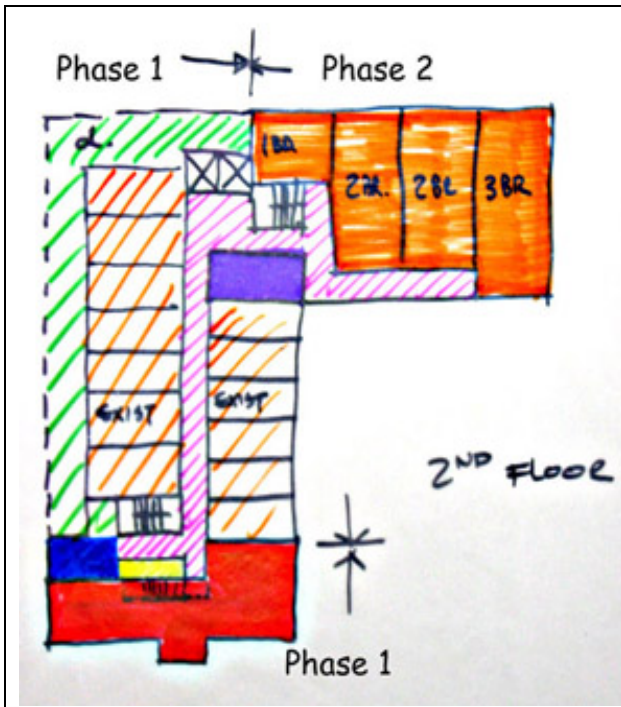 Phase 1
Phase 2
1BR
2BR.
2BR
3BR
EXIST
EXIST
2ND FLOOR
Phase 1